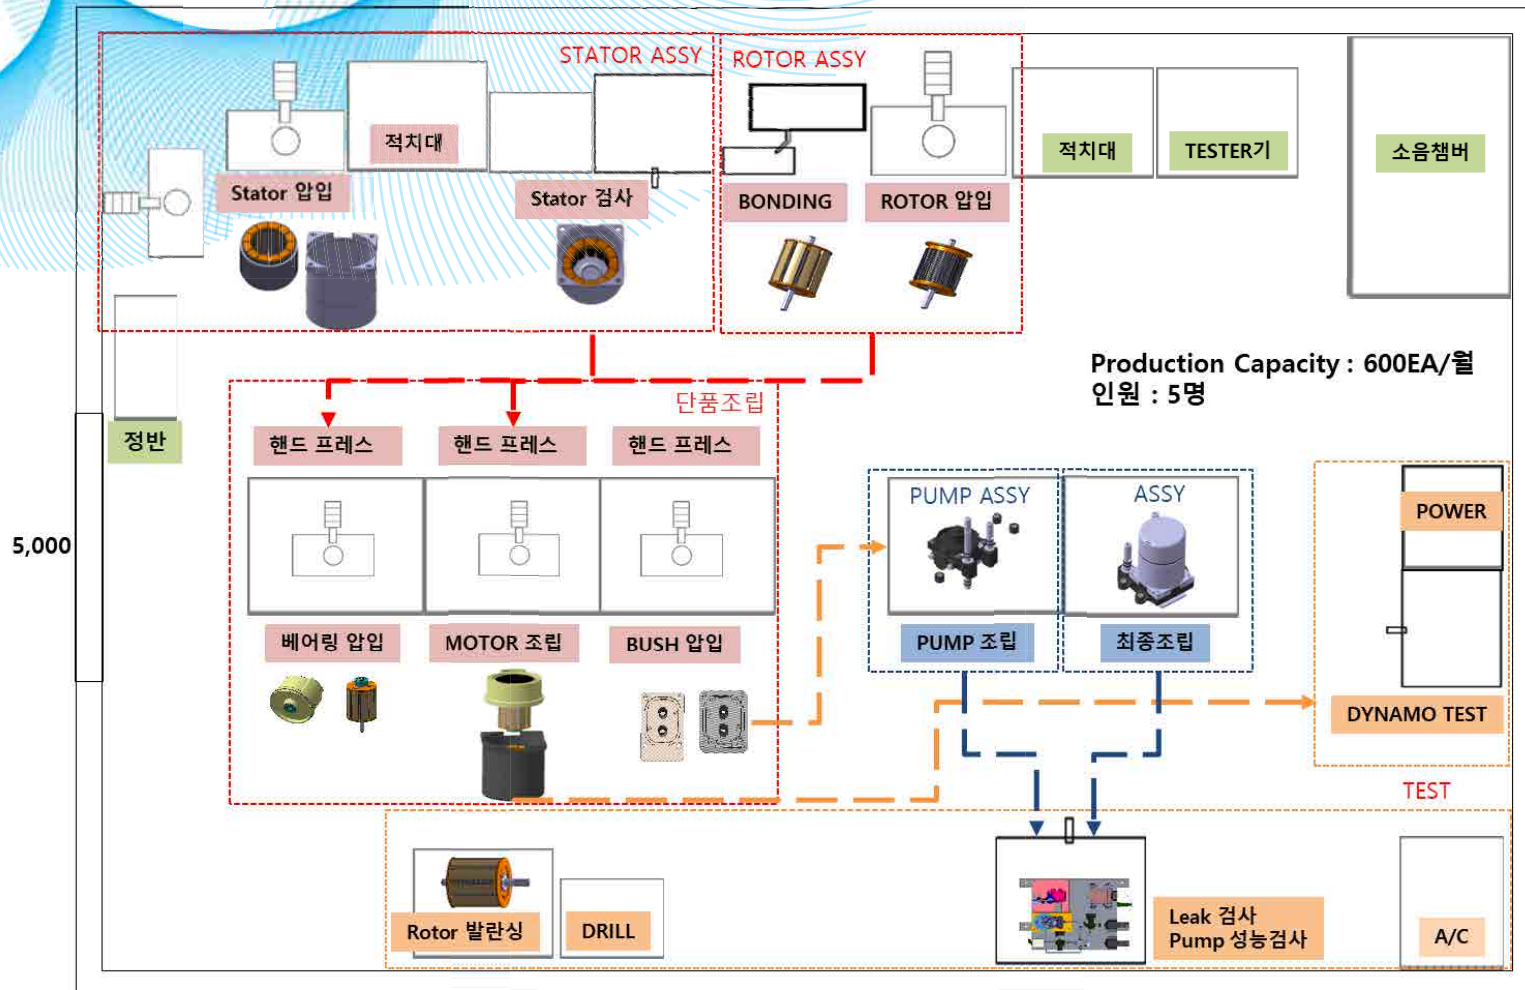 STATOR ASSY
ROTOR ASSY
적치대
Stator 압입
Stator 검사
BONDING
ROTOR 압입
적치대
TESTER기
소음챔버
Production Capacity : 600EA/월
인원 : 5명
정반
단품조립
핸드 프레스
핸드 프레스
핸드 프레스
5,000
PUMP ASSY
ASSY
POWER
베어링 압입
MOTOR 조립
BUSH 압입
PUMP 조립
최종조립
DYNAMO TEST
TEST
Rotor 발란싱
DRILL
Leak 검사
Pump 성능검사
A/C